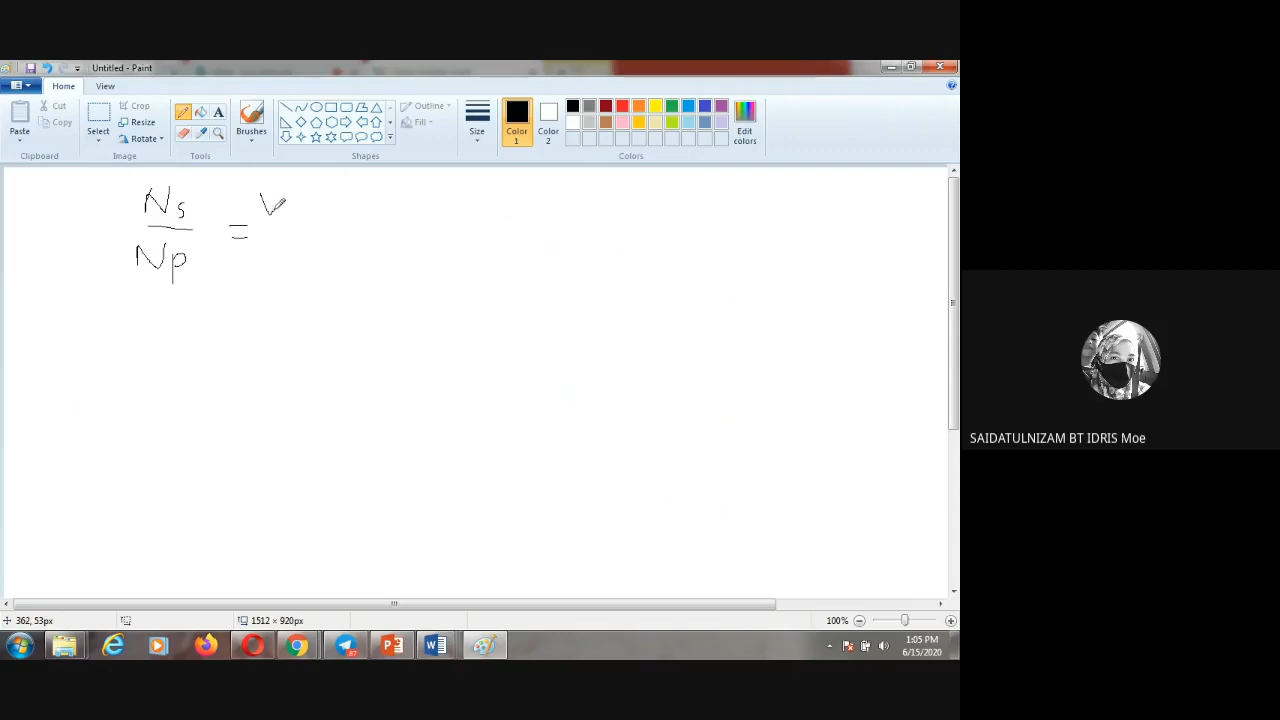 Untitled - Paint
Home View
Cut
Copy
Paste
Clipboard
Crop
Resize
Rotate
Select
Image
A
Tools
Brushes
Outline
Fill
Shapes
Size
Color 1
Color 2
Edit colors
Colors
Ns
Np
=
V
SAIDATULNIZAM BT IDRIS Moe
362, 53px
1512 × 920px
100%
87
1:05 PM
6/15/2020